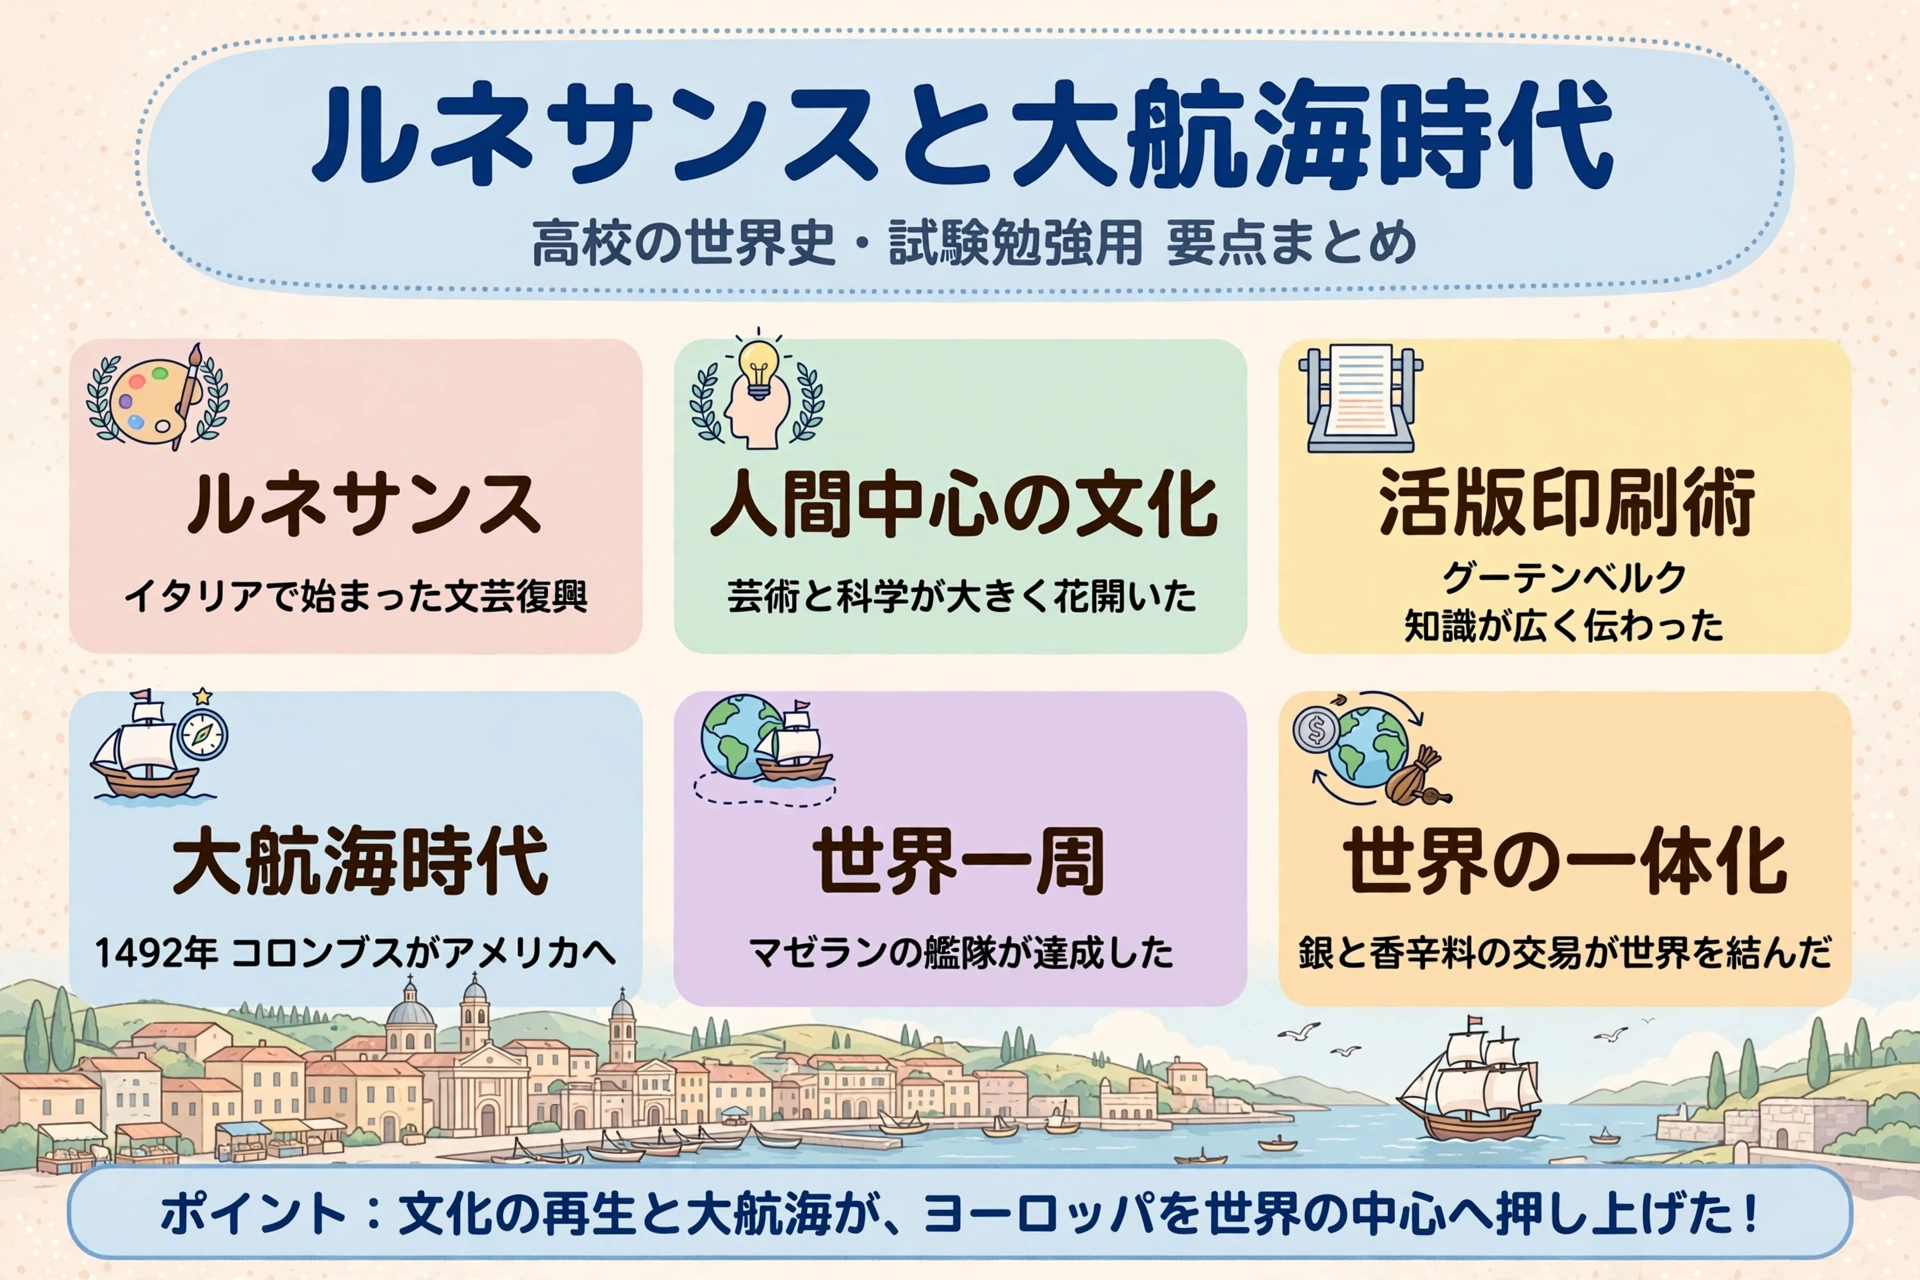 ルネサンスと大航海時代
高校の世界史・試験勉強用 要点まとめ
ルネサンス
イタリアで始まった文芸復興
人間中心の文化
芸術と科学が大きく花開いた
活版印刷術
グーテンベルク
知識が広く伝わった
大航海時代
1492年 コロンブスがアメリカへ
世界一周
マゼランの艦隊が達成した
$
世界の一体化
銀と香辛料の交易が世界を結んだ
ポイント：文化の再生と大航海が、ヨーロッパを世界の中心へ押し上げた！